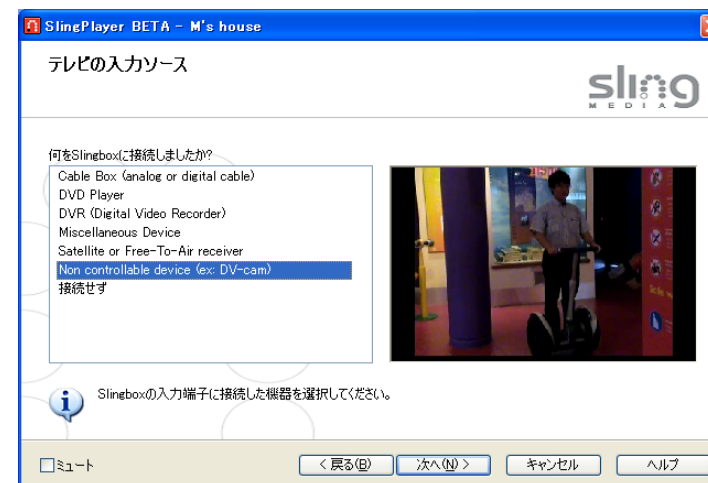 SlingPlayer BETA - M's house
テレビの入力ソース
sling
MEDIA
何をSlingboxに接続しましたか?
Cable Box (analog or digital cable)
DVD Player
DVR (Digital Video Recorder)
Miscellaneous Device
Satellite or Free-To-Air receiver
Non controllable device (ex: DV-cam)
接続せず
Slingboxの入力端子に接続した機器を選択してください。
ミュート
< 戻る(B)
次へ(N) >
キャンセル
ヘルプ